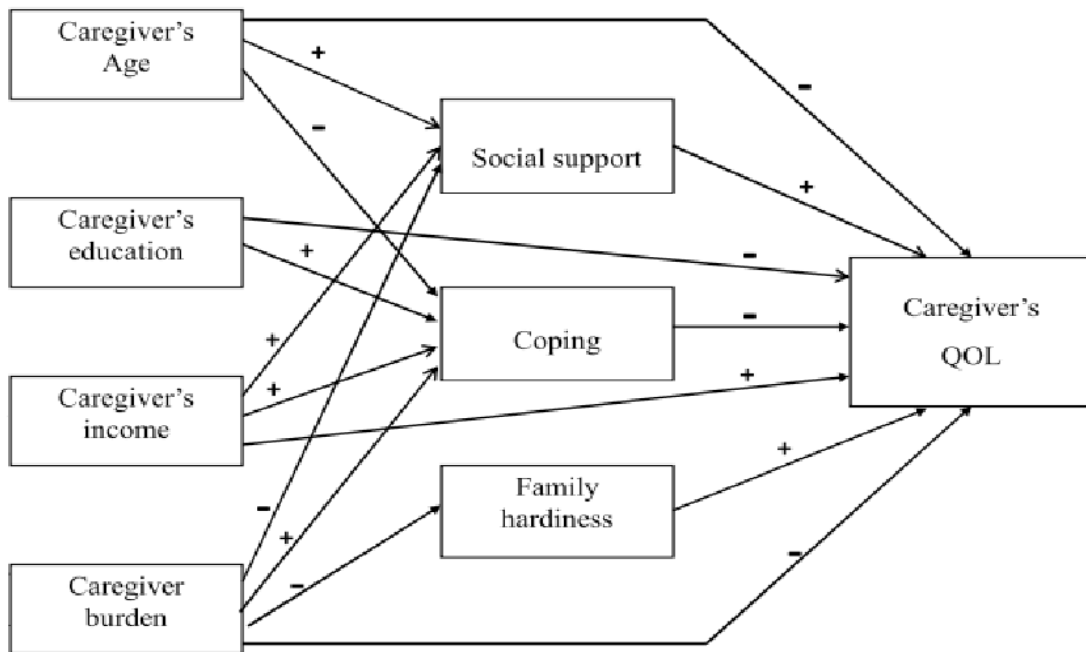 Caregiver's
Age
+
−
−
Social support
+
Caregiver's
education
+
−
Coping
−
Caregiver's
QOL
+
+
+
Caregiver's
income
Family
hardiness
+
−
+
−
−
Caregiver
burden